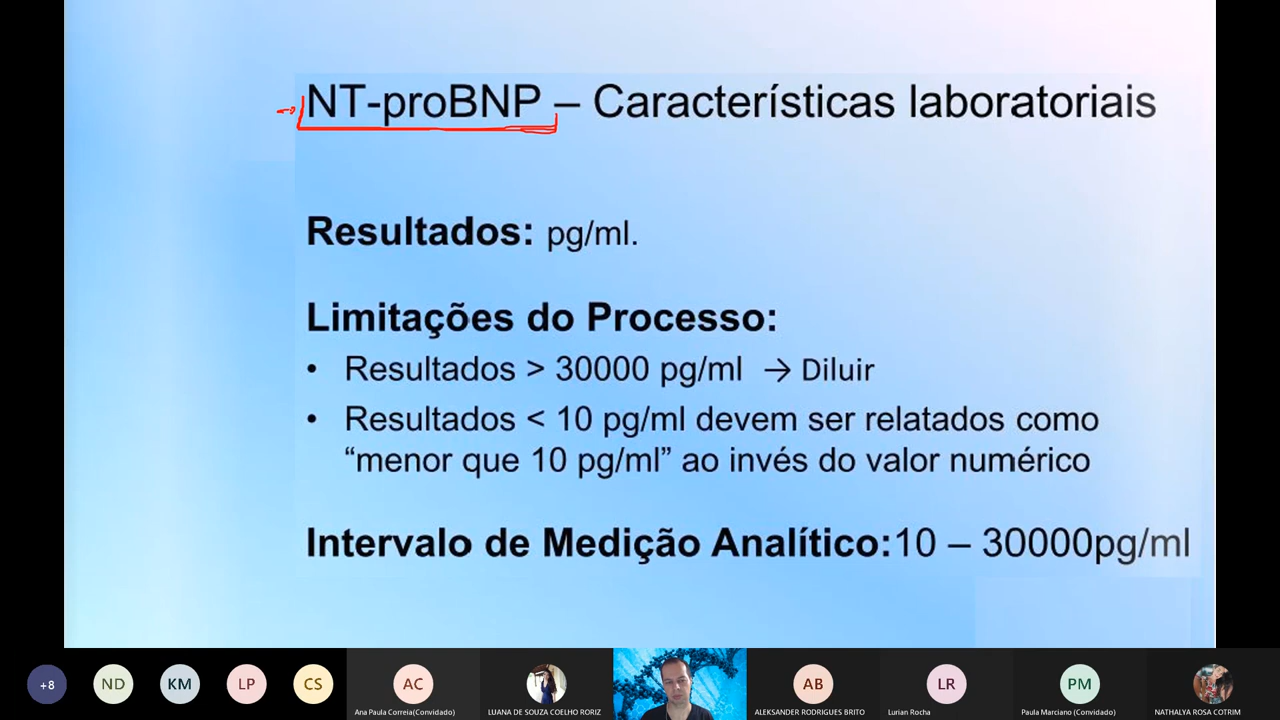 NT-proBNP – Características laboratoriais
Resultados: pg/ml.
Limitações do Processo:
• Resultados > 30000 pg/ml → Diluir
• Resultados < 10 pg/ml devem ser relatados como
“menor que 10 pg/ml” ao invés do valor numérico
Intervalo de Medição Analítico:10 – 30000pg/ml
+8
ND
KM
LP
CS
AC
AB
LR
PM
Ana Paula Correia(Convidado)
LUANA DE SOUZA COELHO RORIZ
ALEKSANDER RODRIGUES BRITO
Lurian Rocha
Paula Marciano (Convidado)
NATHALYA ROSA COTRIM